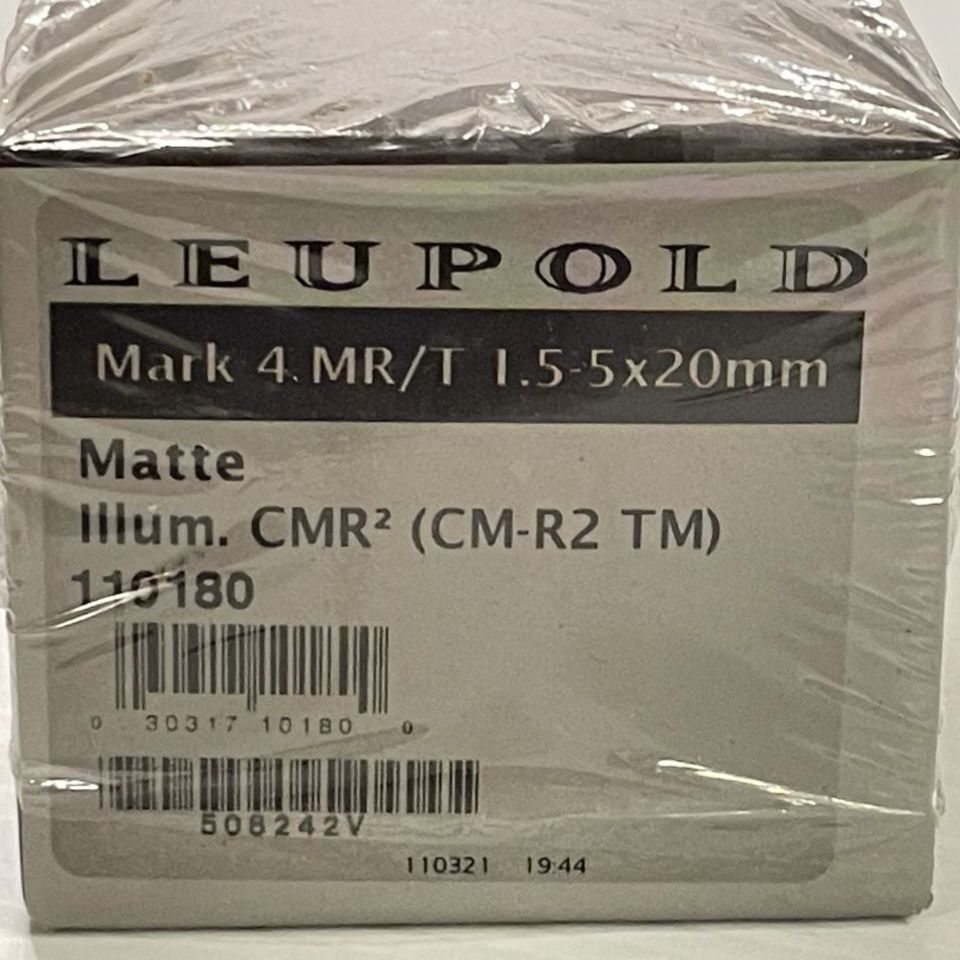 LEUPOLD
Mark 4 MR/T 1.5-5x20mm
Matte
Illum. CMR² (CM-R2 TM)
110180
0 30317 10180 0
508242V
110321 19:44